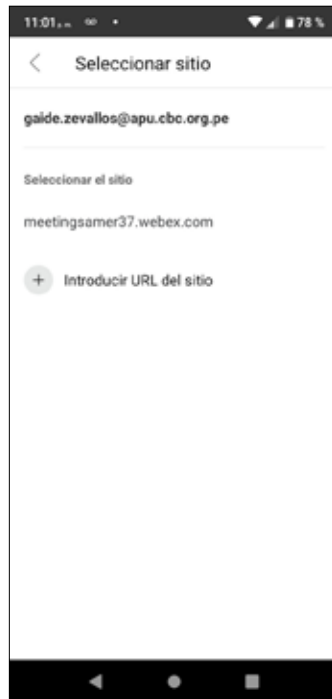 11:01
78 %
Seleccionar sitio
gaide.zevallos@apu.cbc.org.pe
Seleccionar el sitio
meetingsamer37.webex.com
+ Introducir URL del sitio